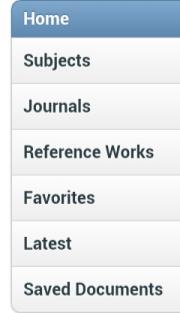 Home
Subjects
Journals
Reference Works
Favorites
Latest
Saved Documents